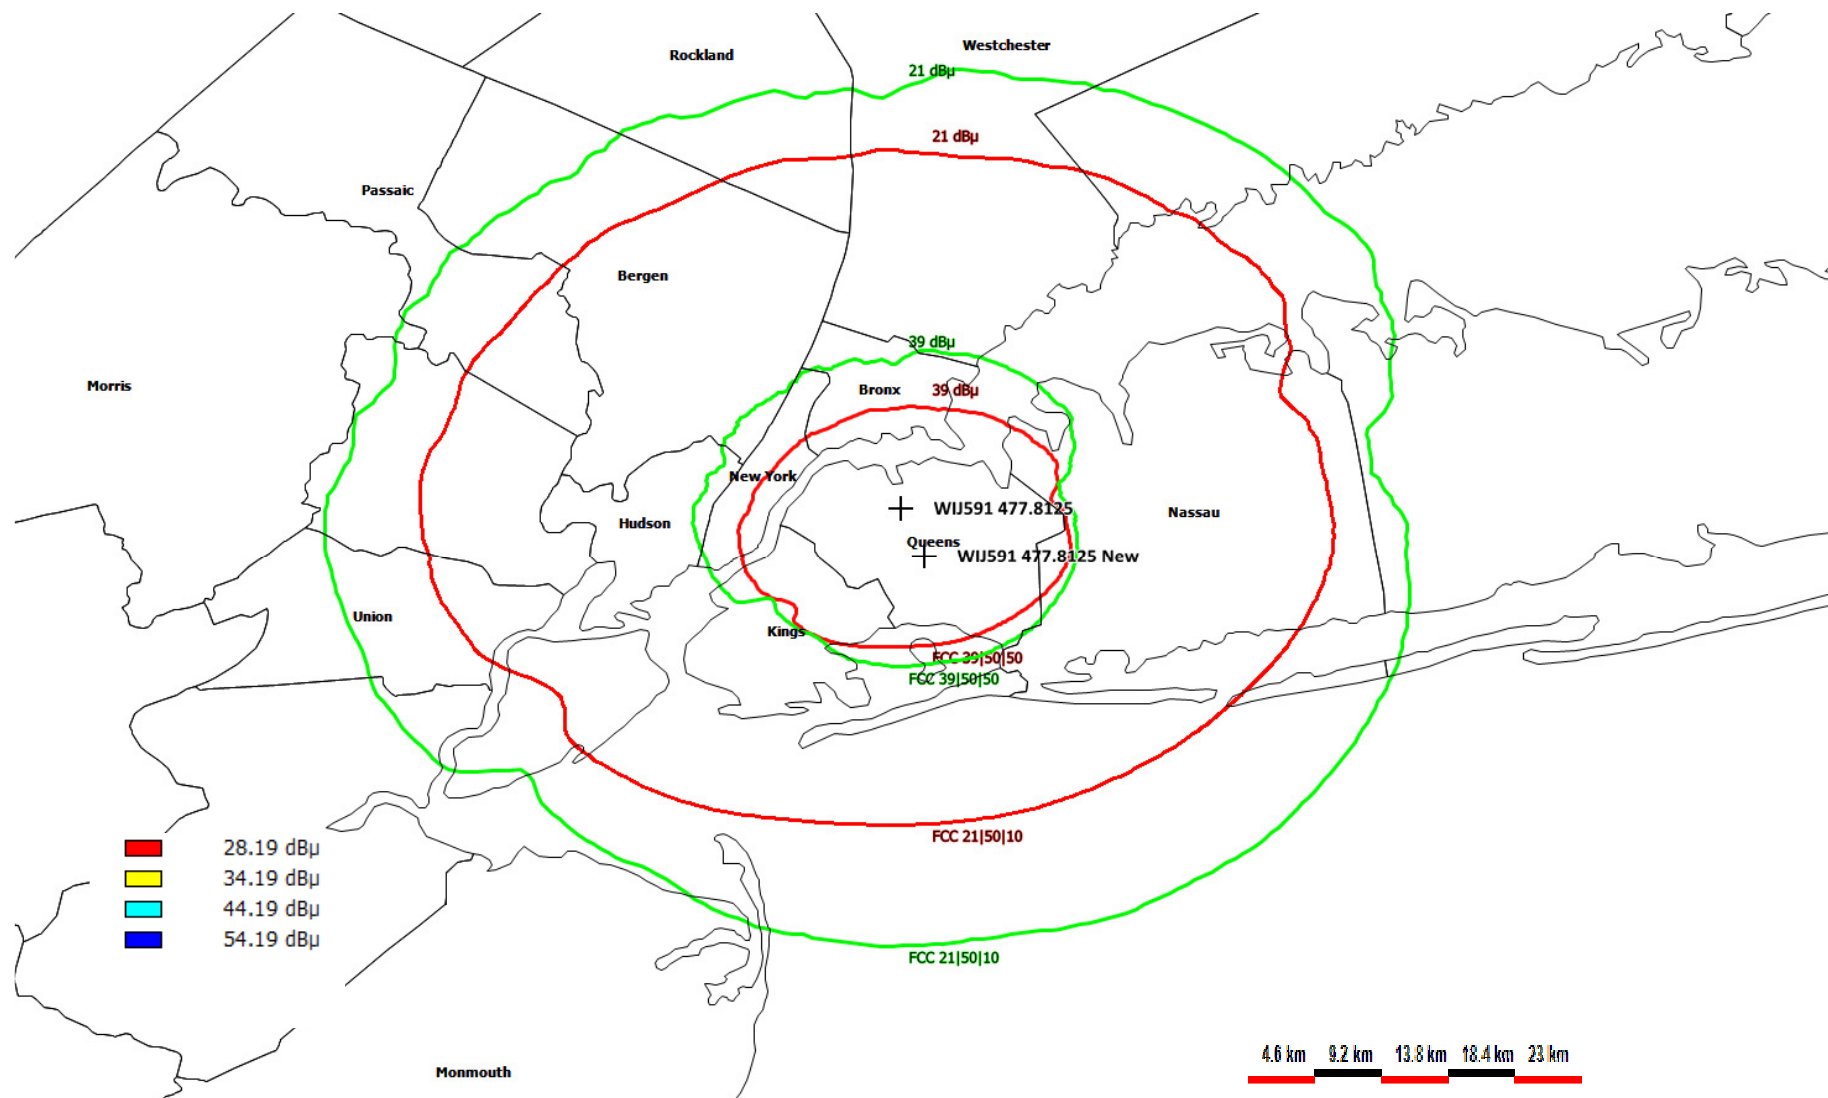 Westchester
Rockland
21 dBµ
21 dBµ
Passaic
Bergen
39 dBµ
Morris
Bronx
39 dBµ
New York
WIJ591 477.8125
Nassau
Hudson
Queens
WIJ591 477.8125 New
Union
Kings
FCC 39|50|50
FCC 39|50|50
FCC 21|50|10
28.19 dBµ
34.19 dBµ
44.19 dBµ
54.19 dBµ
FCC 21|50|10
4.6 km 9.2 km 13.8 km 18.4 km 23 km
Monmouth